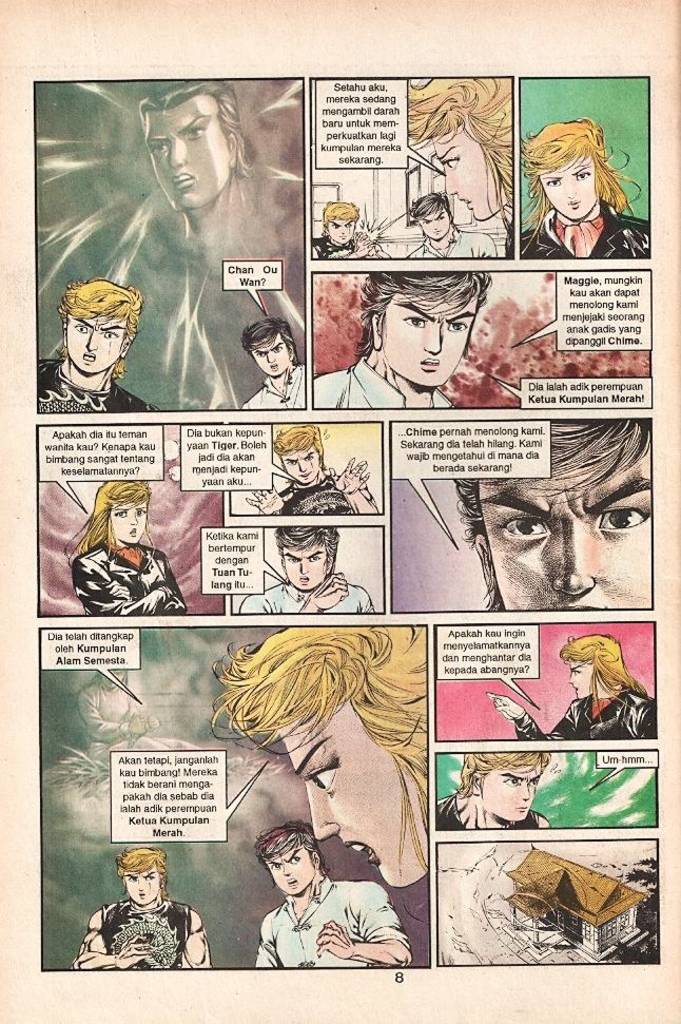 Chan Ou
Wan?
Setahu aku,
mereka sedang
mengambil darah
baru untuk mem-
perkuatkan lagi
kumpulan mereka
sekarang.
Maggie, mungkin
kau akan dapat
menolong kami
menjejaki seorang
anak gadis yang
dipanggil Chime.
Dia ialah adik perempuan
Ketua Kumpulan Merah!
Apakah dia itu teman
wanita kau? Kenapa kau
bimbang sangat tentang
keselamatannya?
Dia bukan kepun-
yaan Tiger. Boleh
jadi dia akan
menjadi kepun-
yaan aku...
Ketika kami
bertempur
dengan
Tuan Tu-
lang itu...
...Chime pernah menolong kami.
Sekarang dia telah hilang. Kami
wajib mengetahui di mana dia
berada sekarang!
Dia telah ditangkap
oleh Kumpulan
Alam Semesta.
Akan tetapi, janganlah
kau bimbang! Mereka
tidak berani menga-
pakah dia sebab dia
ialah adik perempuan
Ketua Kumpulan
Merah.
Apakah kau ingin
menyelamatkannya
dan menghantar dia
kepada abangnya?
Um-hmm...
8